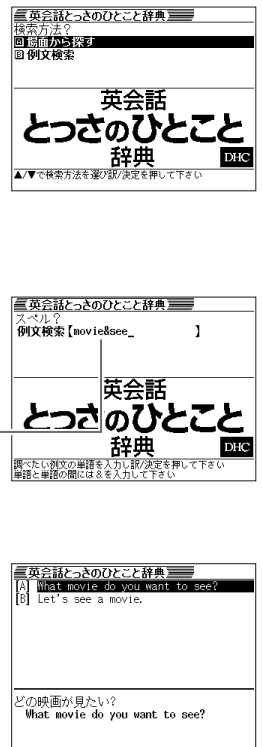 英会話とっさのひとこと辞典
検索方法？
A 場面から探す
B 例文検索
英会話
とっさのひとこと
辞典
DHC
▲/▼で検索方法を選び訳/決定を押して下さい
英会話とっさのひとこと辞典
スペル？
例文検索【movie&see_ 】
英会話
とっさのひとこと
辞典
DHC
調べたい例文の単語を入力し訳/決定を押して下さい
単語と単語の間には＆を入力して下さい
英会話とっさのひとこと辞典
[A] What movie do you want to see?
[B] Let's see a movie.
どの映画が見たい？
What movie do you want to see?